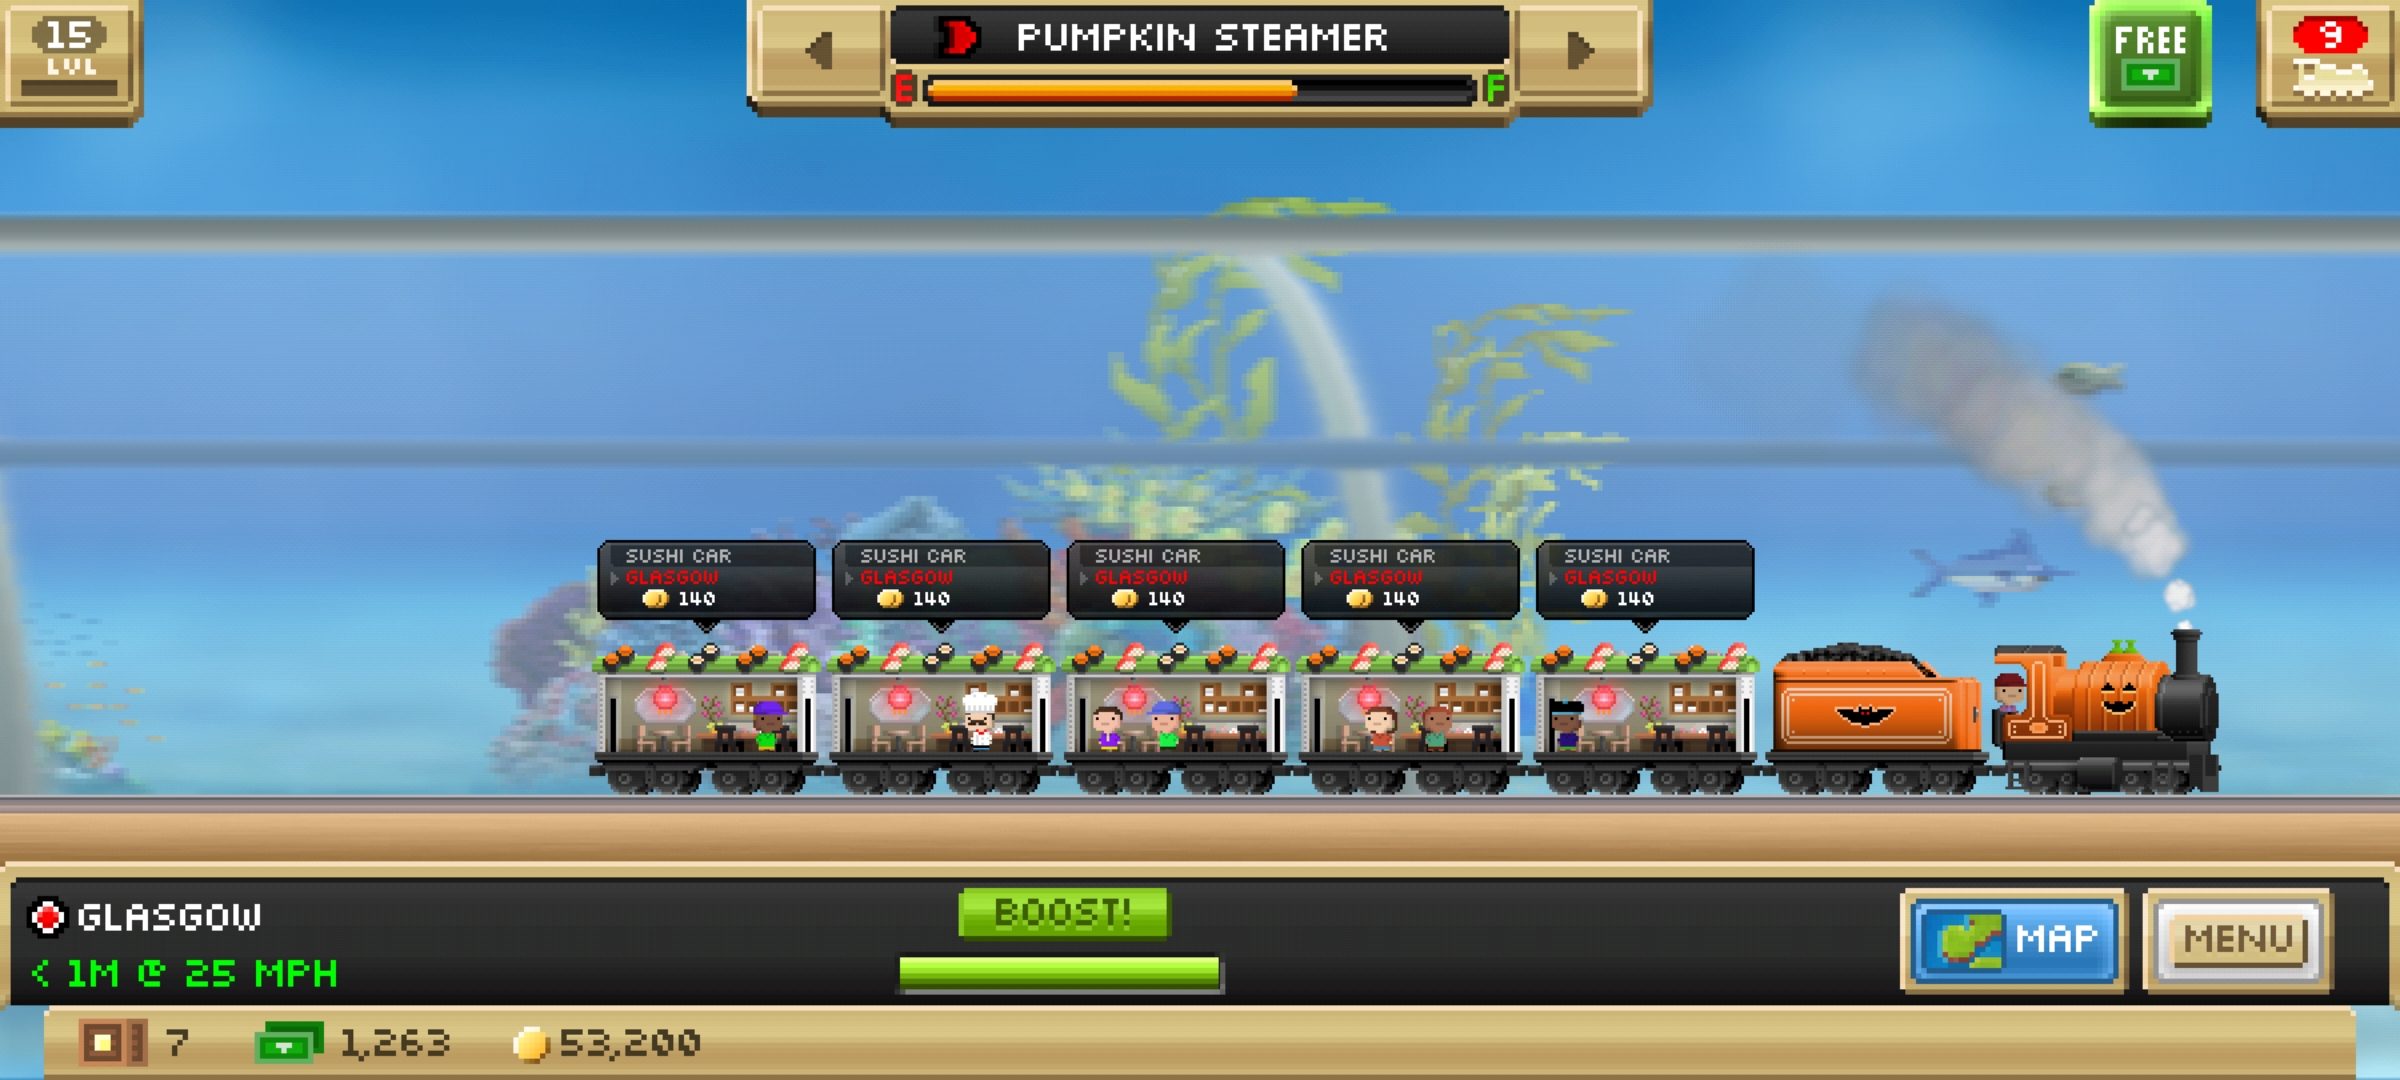 15
LVL
PUMPKIN STEAMER
E F
FREE
9
SUSHI CAR
GLASGOW
140
SUSHI CAR
GLASGOW
140
SUSHI CAR
GLASGOW
140
SUSHI CAR
GLASGOW
140
SUSHI CAR
GLASGOW
140
GLASGOW
< 1M @ 25 MPH
BOOST!
MAP
MENU
7 1,263 53,200